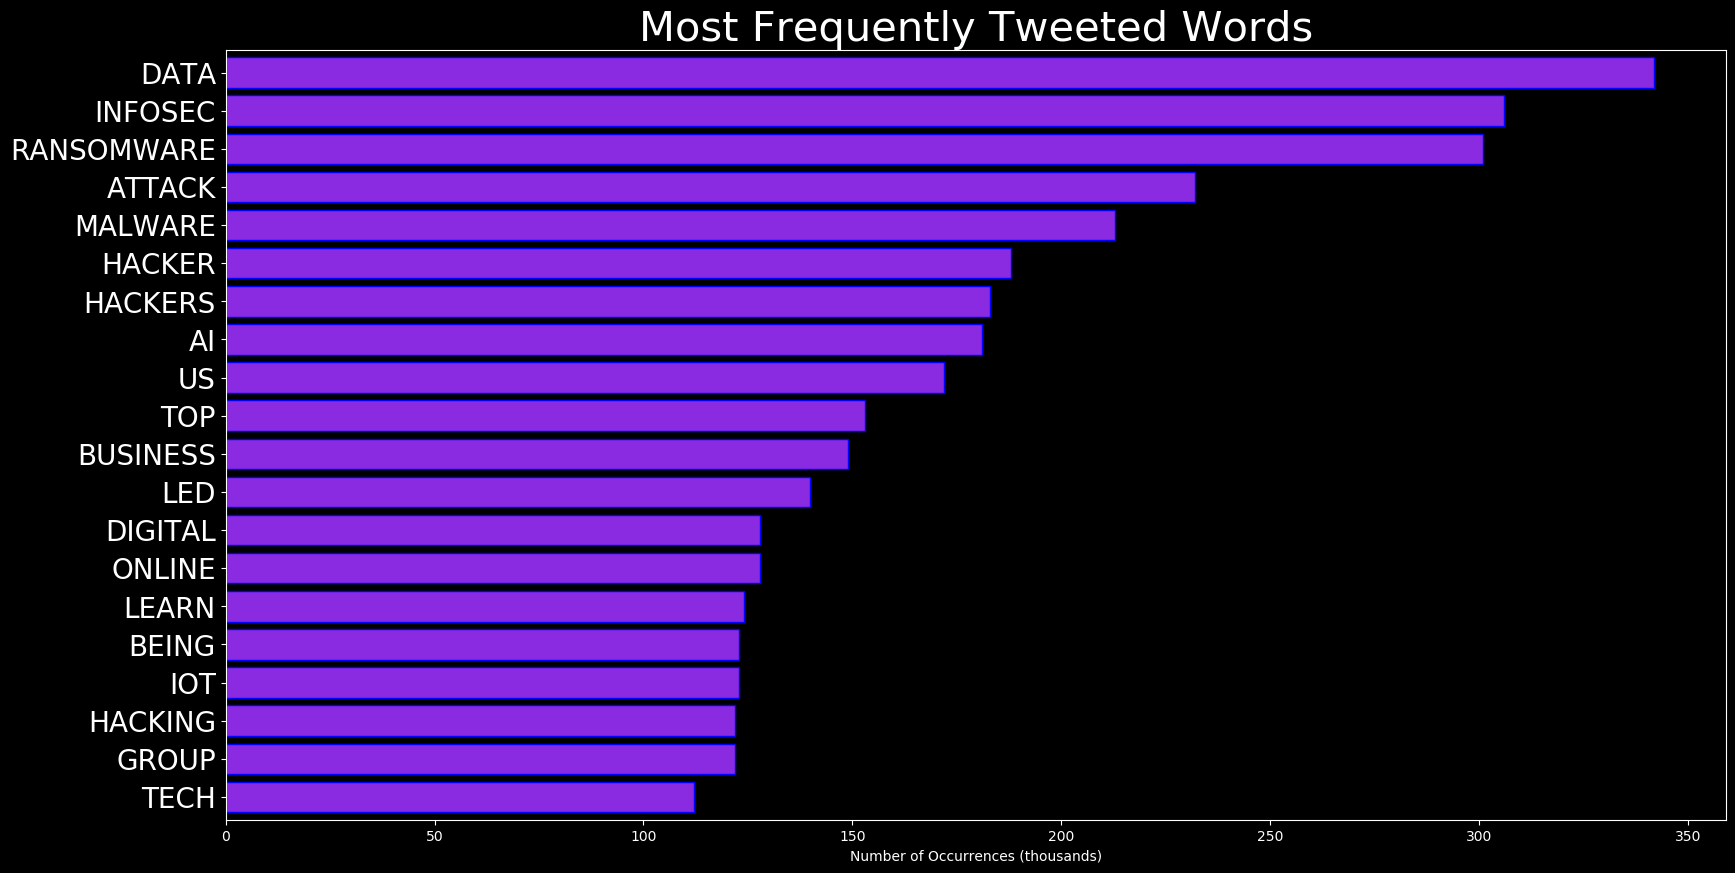 Most Frequently Tweeted Words
DATA
INFOSEC
RANSOMWARE
ATTACK
MALWARE
HACKER
HACKERS
AI
US
TOP
BUSINESS
LED
DIGITAL
ONLINE
LEARN
BEING
IOT
HACKING
GROUP
TECH
0 50 100 150 200 250 300 350
Number of Occurrences (thousands)